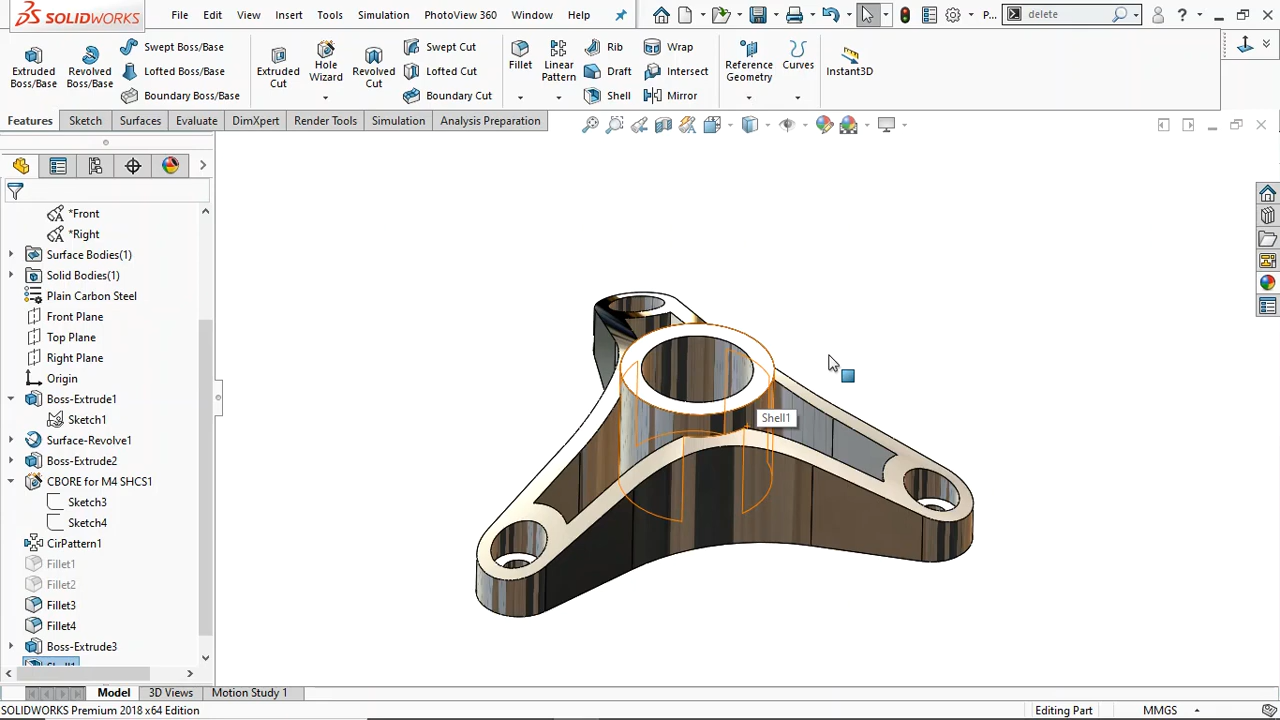 SOLIDWORKS File Edit View Insert Tools Simulation PhotoView 360 Window Help P... delete ?
Extruded Boss/Base
Revolved Boss/Base
Swept Boss/Base
Lofted Boss/Base
Boundary Boss/Base
Extruded Cut
Hole Wizard
Revolved Cut
Swept Cut
Lofted Cut
Boundary Cut
Fillet
Linear Pattern
Rib
Draft
Shell
Wrap
Intersect
Mirror
Reference Geometry
Curves
Instant3D
Features Sketch Surfaces Evaluate DimXpert Render Tools Simulation Analysis Preparation
*Front
*Right
Surface Bodies(1)
Solid Bodies(1)
Plain Carbon Steel
Front Plane
Top Plane
Right Plane
Origin
Boss-Extrude1
Sketch1
Surface-Revolve1
Boss-Extrude2
CBORE for M4 SHCS1
Sketch3
Sketch4
CirPattern1
Fillet1
Fillet2
Fillet3
Fillet4
Boss-Extrude3
Shell1
Shell1
Model 3D Views Motion Study 1
SOLIDWORKS Premium 2018 x64 Edition Editing Part MMGS